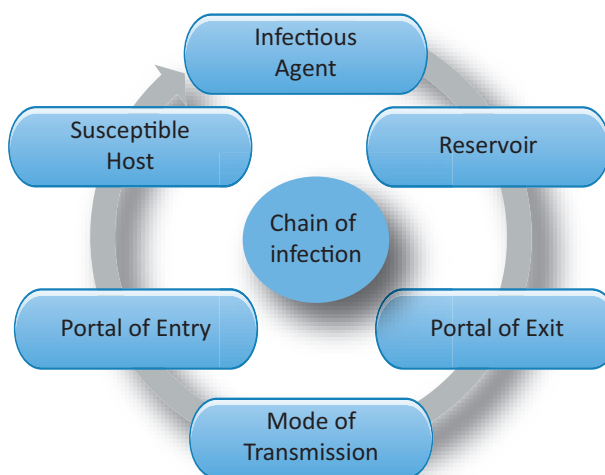 Infectious
Agent
Reservoir
Portal of Exit
Mode of
Transmission
Portal of Entry
Susceptible
Host
Chain of
infection